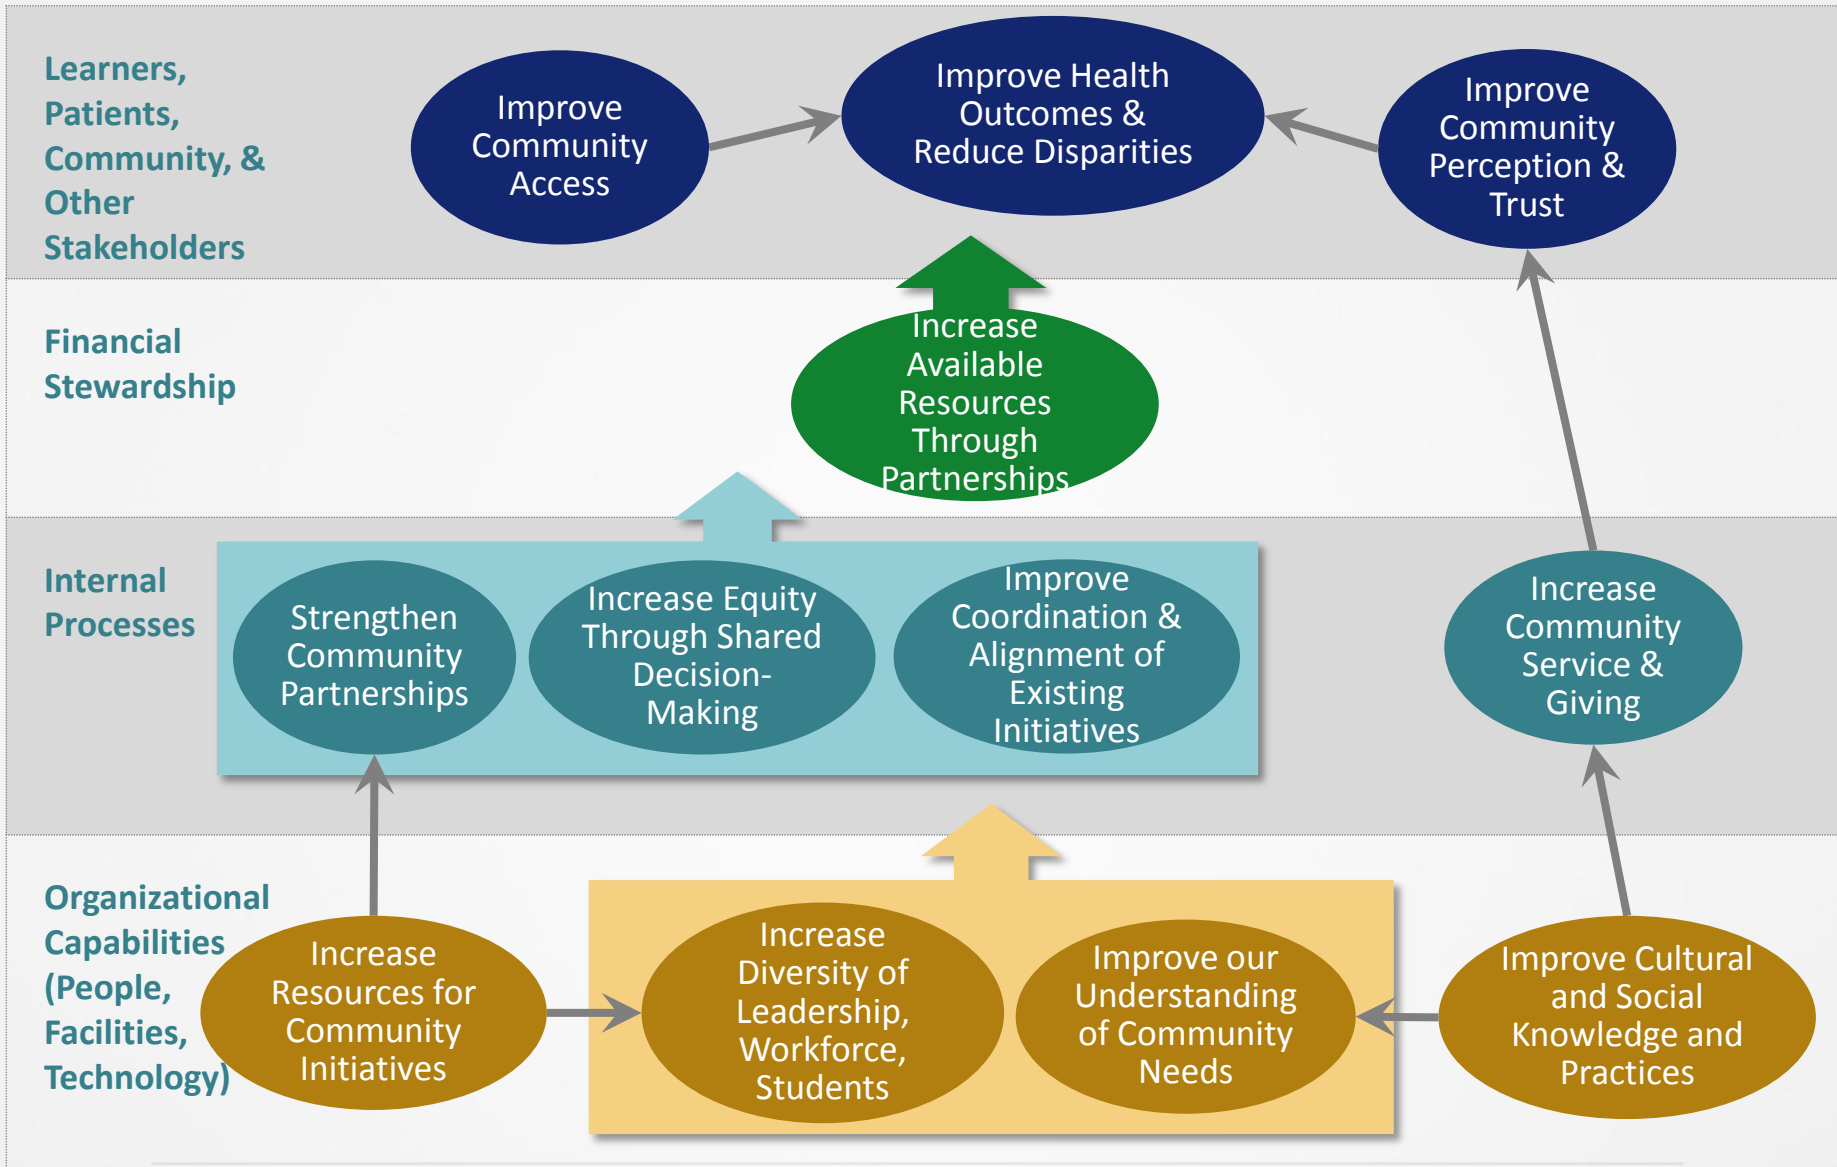 Learners,
Patients,
Community, &
Other
Stakeholders
Improve
Community
Access
Improve Health
Outcomes &
Reduce Disparities
Improve
Community
Perception &
Trust
Financial
Stewardship
Increase
Available
Resources
Through
Partnerships
Internal
Processes
Strengthen
Community
Partnerships
Increase Equity
Through Shared
Decision-
Making
Improve
Coordination &
Alignment of
Existing
Initiatives
Increase
Community
Service &
Giving
Organizational
Capabilities
(People,
Facilities,
Technology)
Increase
Resources for
Community
Initiatives
Increase
Diversity of
Leadership,
Workforce,
Students
Improve our
Understanding
of Community
Needs
Improve Cultural
and Social
Knowledge and
Practices